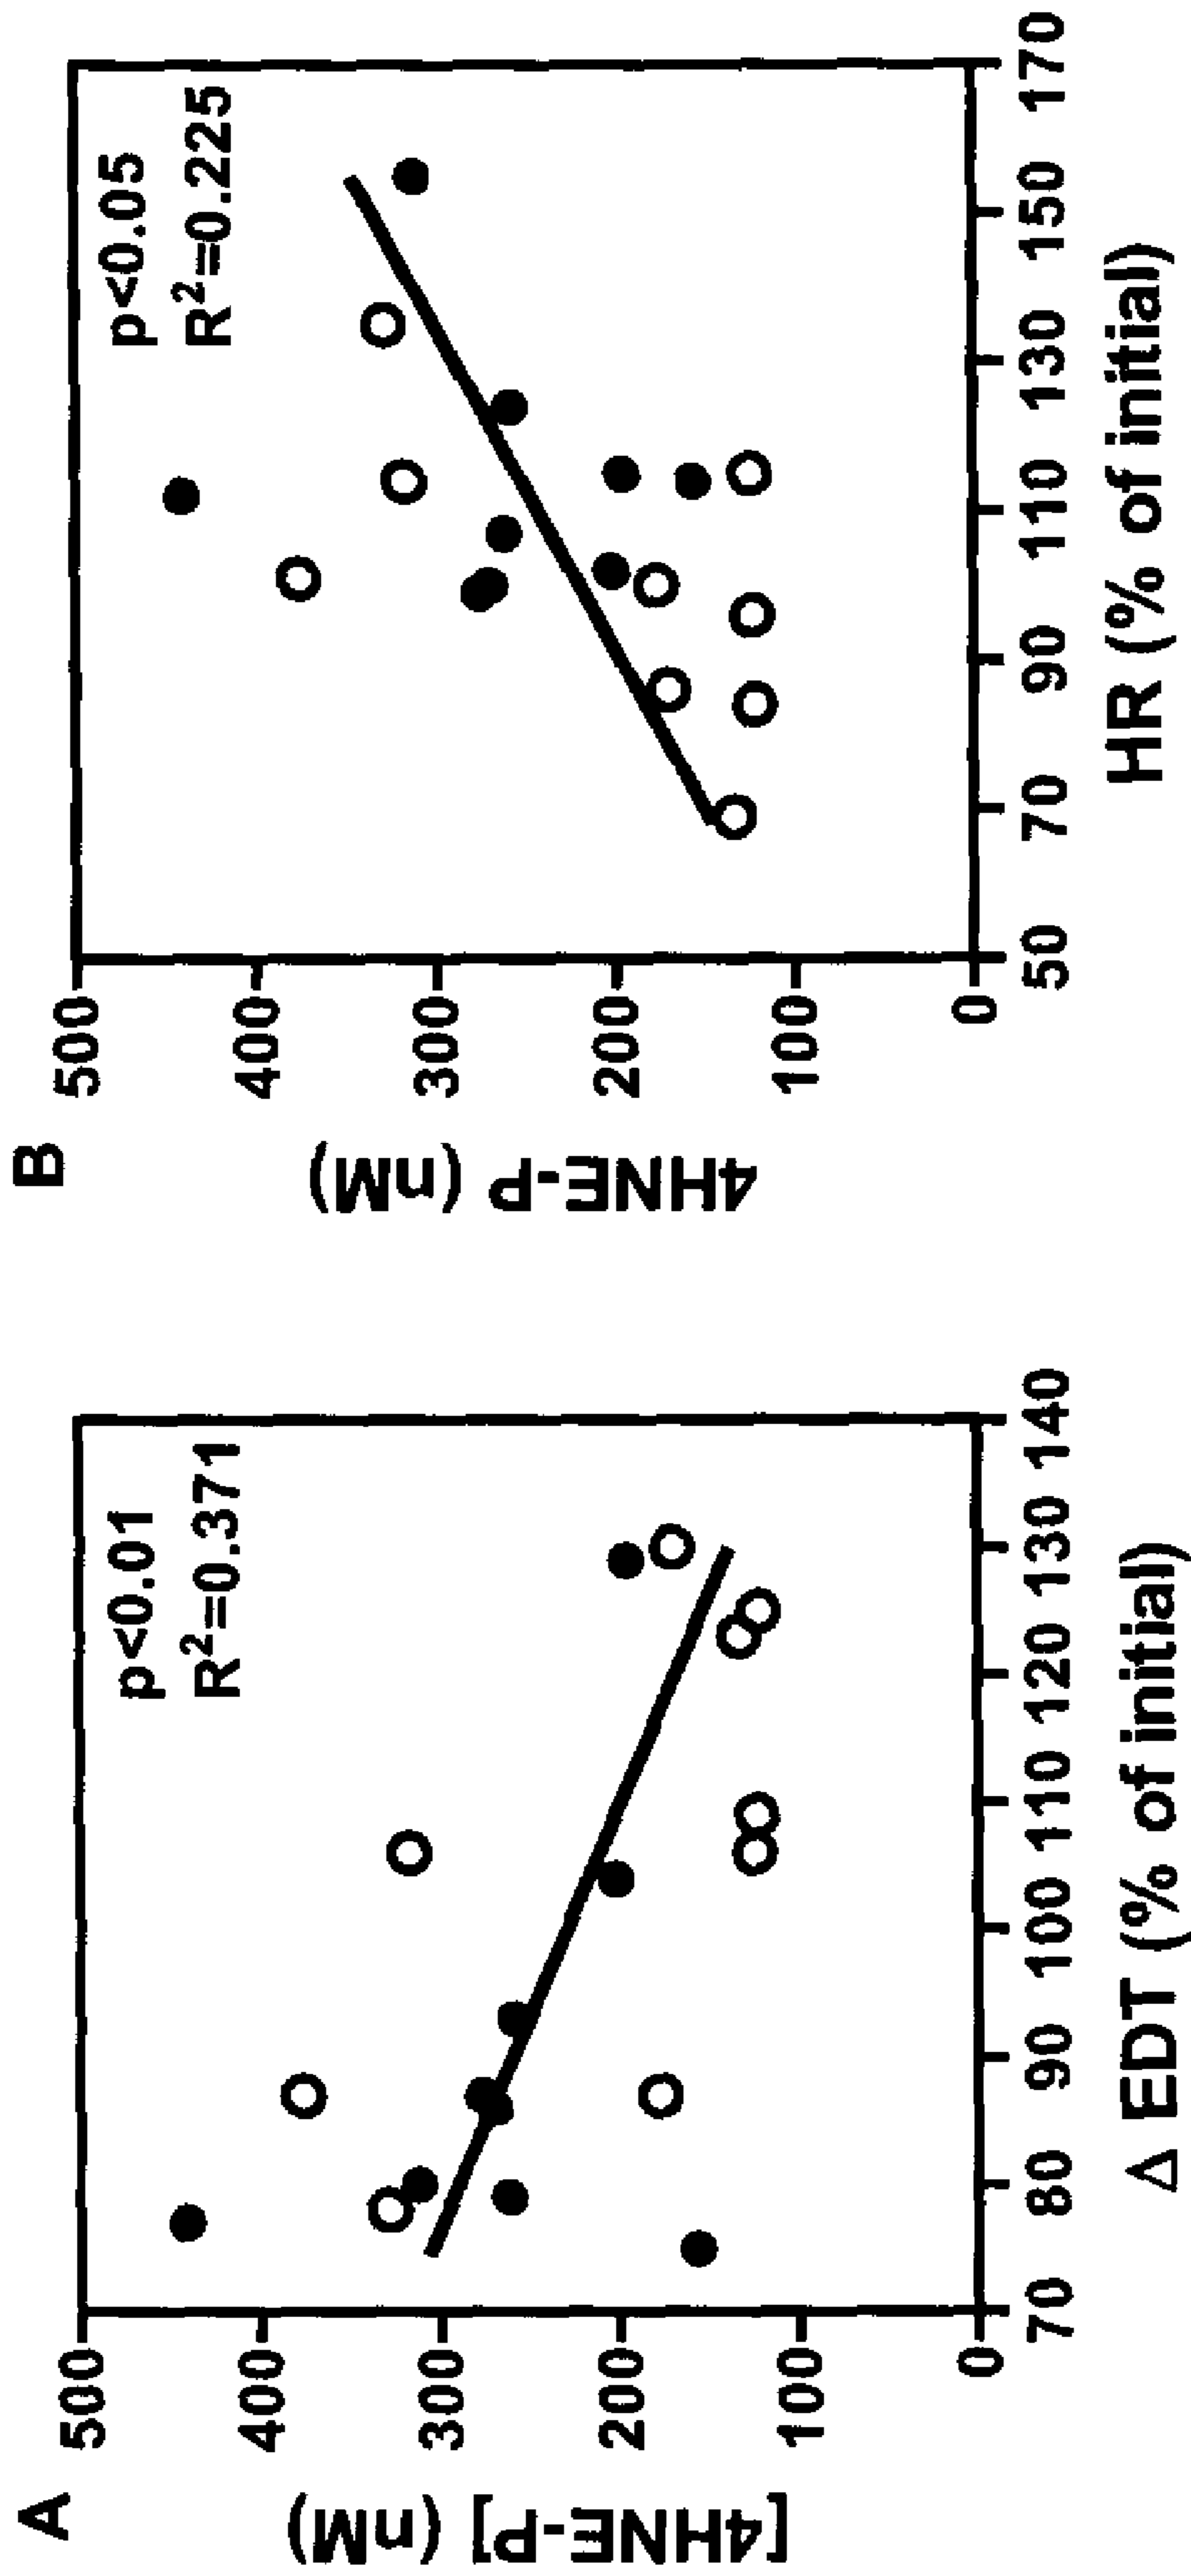 A
p<0.01
R²=0.371
[4HNE-P] (nM)
500
400
300
200
100
0
70 80 90 100 110 120 130 140
Δ EDT (% of initial)
B
p<0.05
R²=0.225
4HNE-P (nM)
500
400
300
200
100
0
50 70 90 110 130 150 170
HR (% of initial)